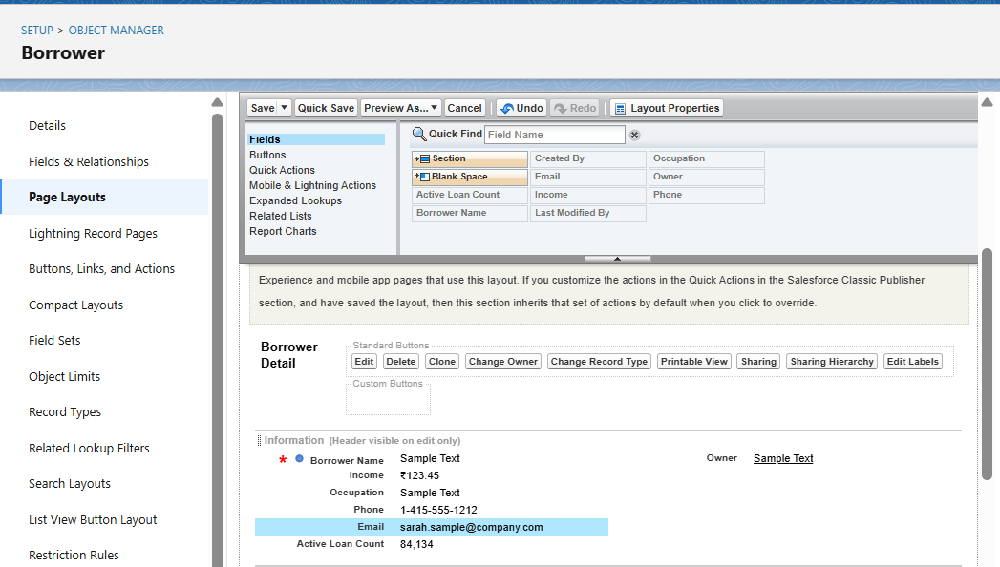 SETUP > OBJECT MANAGER
Borrower
Details
Fields & Relationships
Page Layouts
Lightning Record Pages
Buttons, Links, and Actions
Compact Layouts
Field Sets
Object Limits
Record Types
Related Lookup Filters
Search Layouts
List View Button Layout
Restriction Rules
Save Quick Save Preview As... Cancel Undo Redo Layout Properties
Fields
Buttons
Quick Actions
Mobile & Lightning Actions
Expanded Lookups
Related Lists
Report Charts
Quick Find Field Name
Section Created By Occupation
Blank Space Email Owner
Active Loan Count Income Phone
Borrower Name Last Modified By
Experience and mobile app pages that use this layout. If you customize the actions in the Quick Actions in the Salesforce Classic Publisher
section, and have saved the layout, then this section inherits that set of actions by default when you click to override.
Borrower
Detail
Standard Buttons
Edit Delete Clone Change Owner Change Record Type Printable View Sharing Sharing Hierarchy Edit Labels
Custom Buttons
Information (Header visible on edit only)
* Borrower Name Sample Text Owner Sample Text
Income ₹123.45
Occupation Sample Text
Phone 1-415-555-1212
Email sarah.sample@company.com
Active Loan Count 84,134